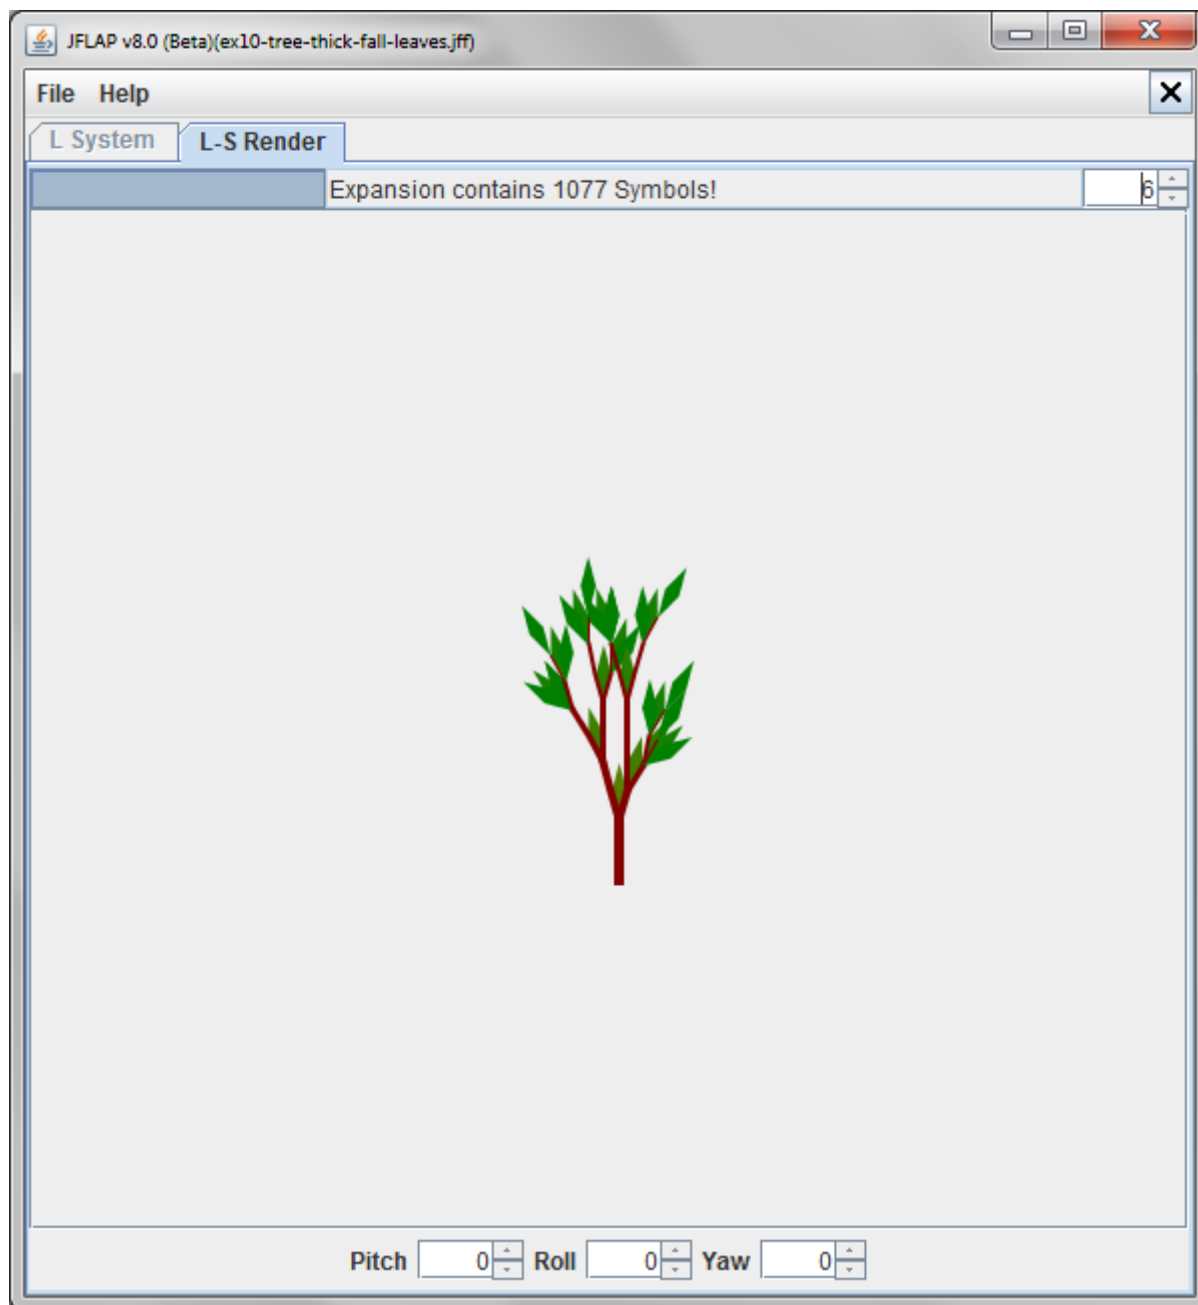 JFLAP v8.0 (Beta)(ex10-tree-thick-fall-leaves.jff)
File Help
L System L-S Render
Expansion contains 1077 Symbols! 6
Pitch 0 Roll 0 Yaw 0